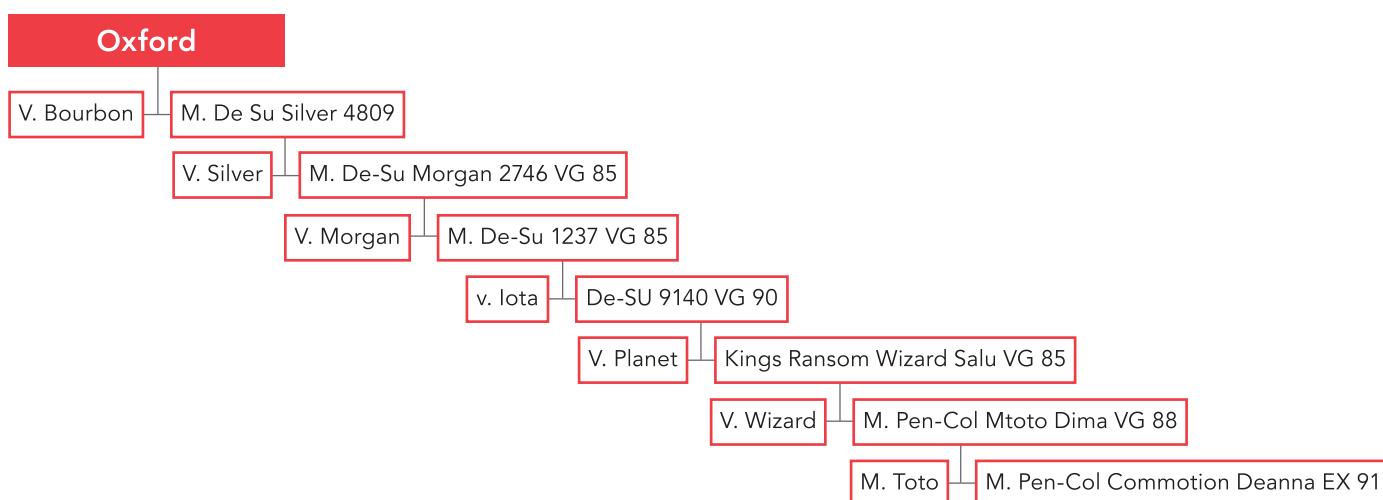 Oxford
V. Bourbon
M. De Su Silver 4809
V. Silver
M. De-Su Morgan 2746 VG 85
V. Morgan
M. De-Su 1237 VG 85
v. Iota
De-SU 9140 VG 90
V. Planet
Kings Ransom Wizard Salu VG 85
V. Wizard
M. Pen-Col Mtoto Dima VG 88
M. Toto
M. Pen-Col Commotion Deanna EX 91